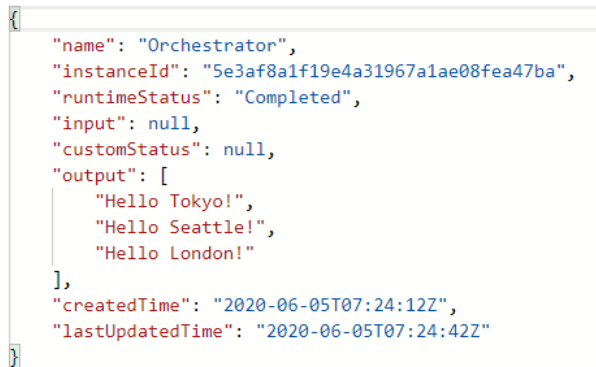 {
    "name": "Orchestrator",
    "instanceId": "5e3af8a1f19e4a31967a1ae08fea47ba",
    "runtimeStatus": "Completed",
    "input": null,
    "customStatus": null,
    "output": [
        "Hello Tokyo!",
        "Hello Seattle!",
        "Hello London!"
    ],
    "createdTime": "2020-06-05T07:24:12Z",
    "lastUpdatedTime": "2020-06-05T07:24:42Z"
}